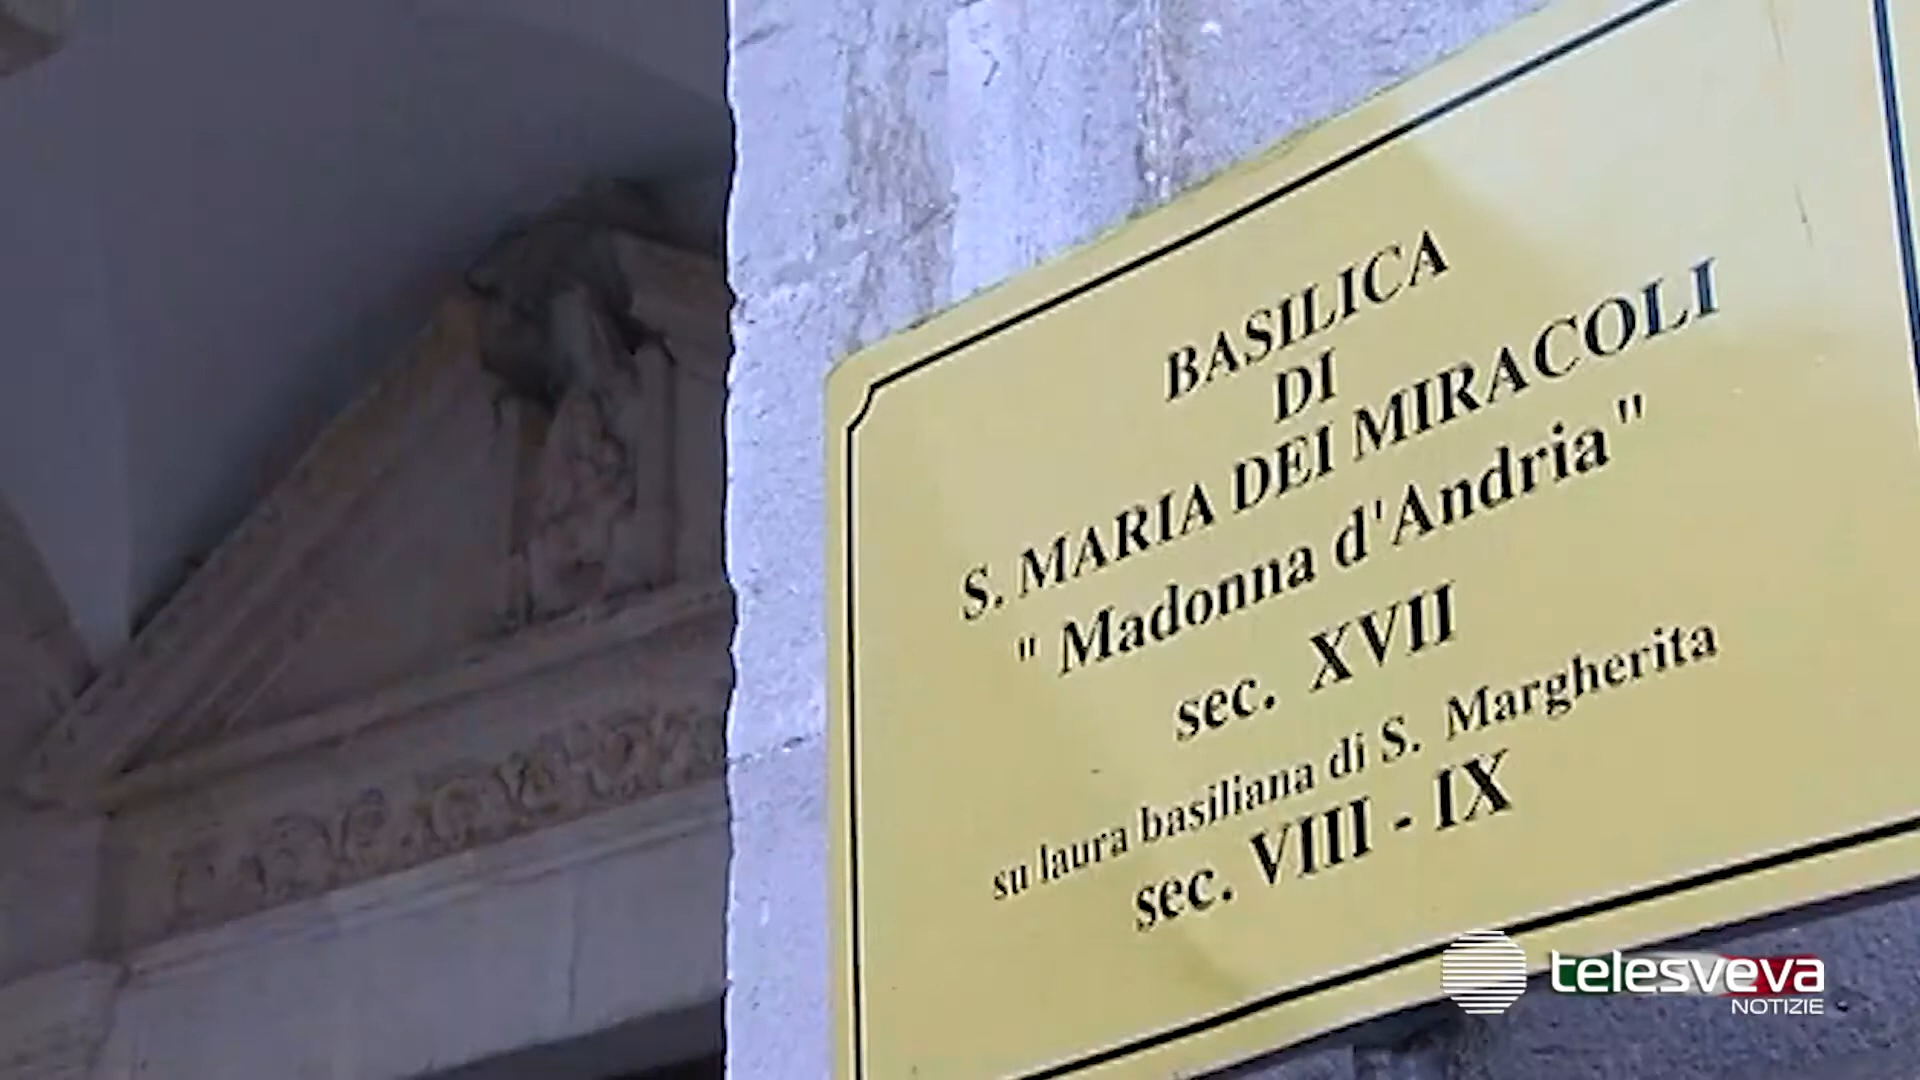 BASILICA
DI
S. MARIA DEI MIRACOLI
" Madonna d'Andria "
sec. XVII
su laura basiliana di S. Margherita
sec. VIII - IX
telesveva
NOTIZIE